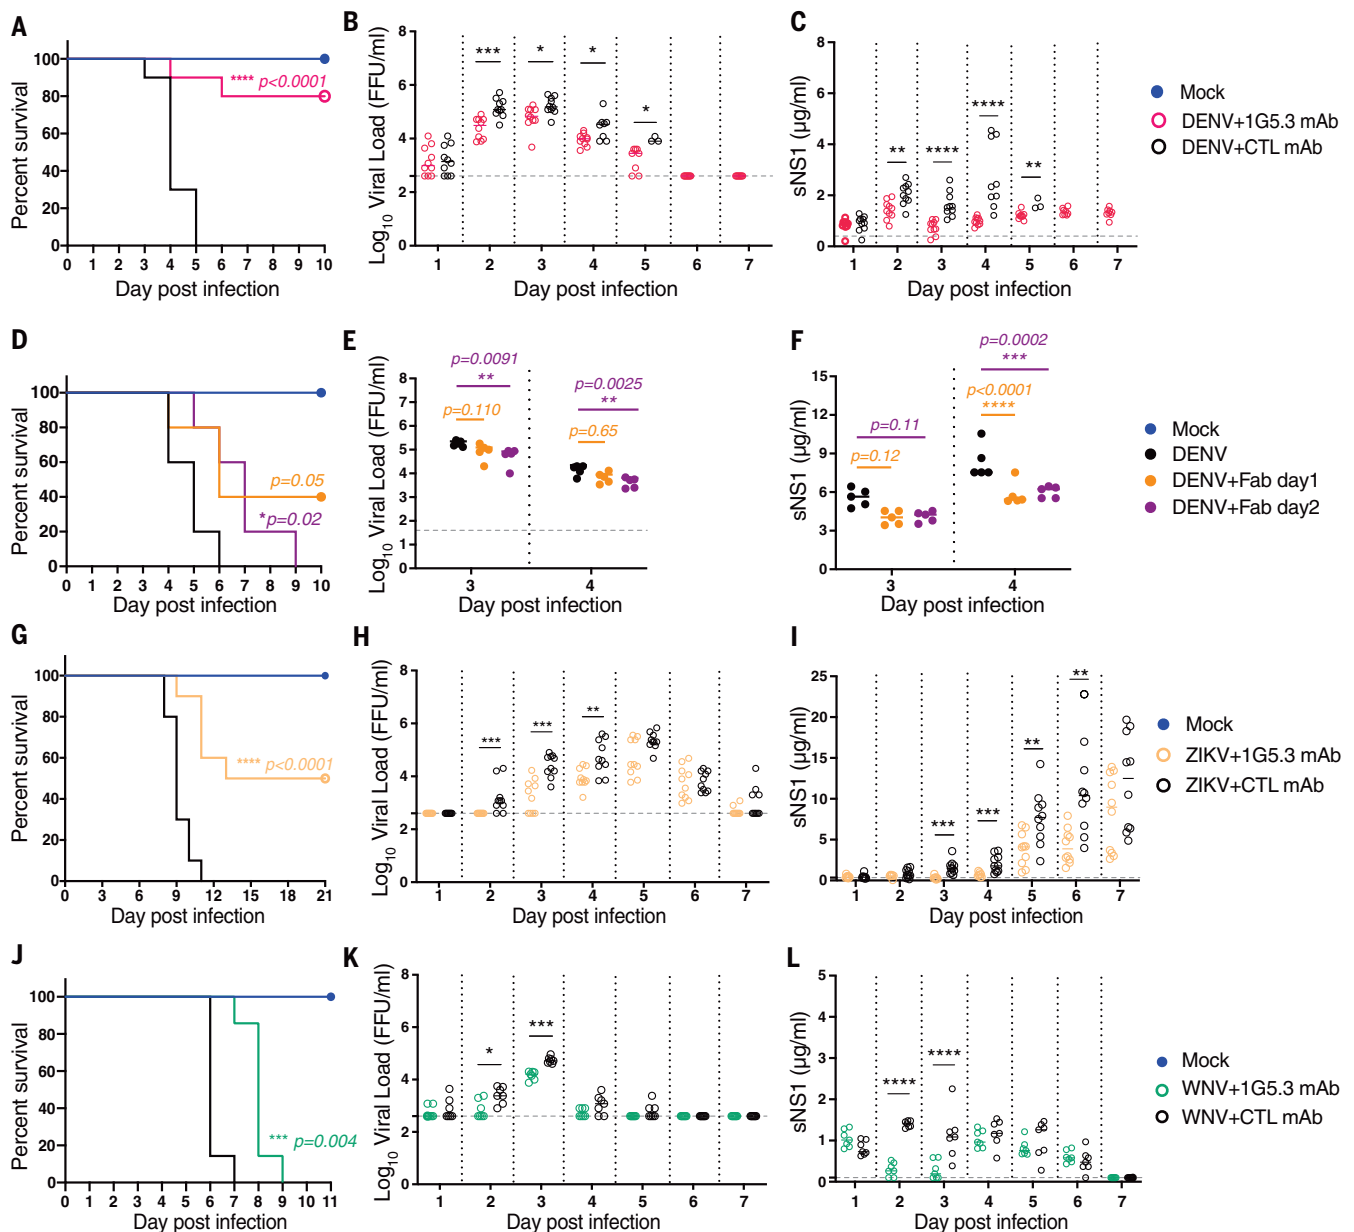 A
Percent survival
100
80
60
40
20
0
**** p<0.0001
0 1 2 3 4 5 6 7 8 9 10
Day post infection
B
Log10 Viral Load (FFU/ml)
8
6
4
2
0
*** * * *
1 2 3 4 5 6 7
Day post infection
C
sNS1 (µg/ml)
8
6
4
2
0
** **** **** **
1 2 3 4 5 6 7
Day post infection
Mock
DENV+1G5.3 mAb
DENV+CTL mAb
D
Percent survival
100
80
60
40
20
0
p=0.05
*p=0.02
0 1 2 3 4 5 6 7 8 9 10
Day post infection
E
Log10 Viral Load (FFU/ml)
8
7
6
5
4
3
2
1
0
p=0.0091
**
p=0.110
p=0.0025
**
p=0.65
3 4
Day post infection
F
sNS1 (µg/ml)
15
12
9
6
3
0
p=0.11
p=0.12
p=0.0002
***
p<0.0001
****
3 4
Day post infection
Mock
DENV
DENV+Fab day1
DENV+Fab day2
G
Percent survival
100
80
60
40
20
0
**** p<0.0001
0 3 6 9 12 15 18 21
Day post infection
H
Log10 Viral Load (FFU/ml)
8
6
4
2
0
*** *** **
1 2 3 4 5 6 7
Day post infection
I
sNS1 (µg/ml)
25
20
15
10
5
0
*** *** ** **
1 2 3 4 5 6 7
Day post infection
Mock
ZIKV+1G5.3 mAb
ZIKV+CTL mAb
J
Percent survival
100
80
60
40
20
0
*** p=0.004
0 1 2 3 4 5 6 7 8 9 10 11
Day post infection
K
Log10 Viral Load (FFU/ml)
8
6
4
2
0
* ***
1 2 3 4 5 6 7
Day post infection
L
sNS1 (µg/ml)
5
4
3
2
1
0
**** ****
1 2 3 4 5 6 7
Day post infection
Mock
WNV+1G5.3 mAb
WNV+CTL mAb